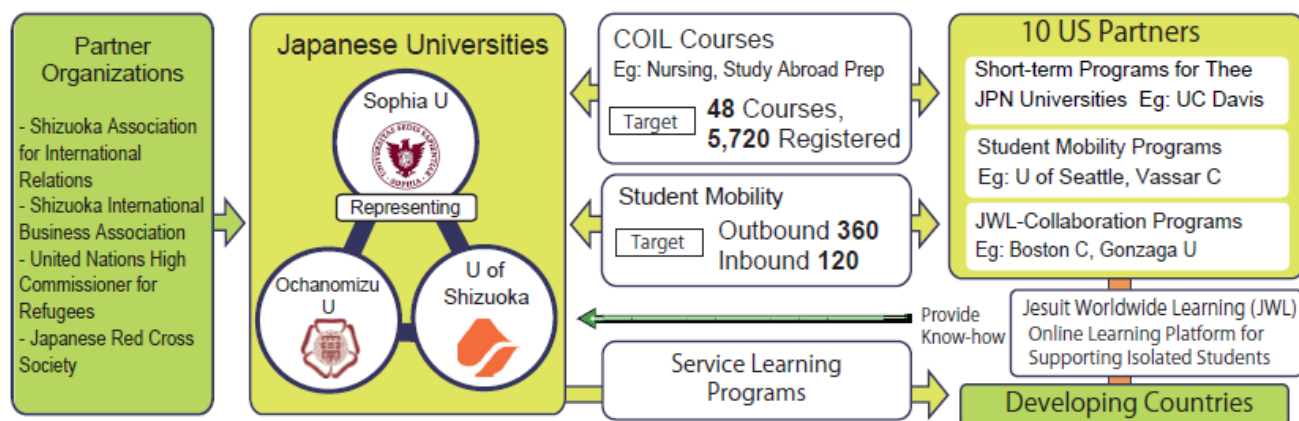 Partner
Organizations
- Shizuoka Association
for International
Relations
- Shizuoka International
Business Association
- United Nations High
Commissioner for
Refugees
- Japanese Red Cross
Society
Japanese Universities
Sophia U
SOPHIA
Representing
Ochanomizu
U
U of
Shizuoka
COIL Courses
Eg: Nursing, Study Abroad Prep
Target
48 Courses,
5,720 Registered
Student Mobility
Target
Outbound 360
Inbound 120
Provide
Know-how
Service Learning
Programs
10 US Partners
Short-term Programs for Thee
JPN Universities Eg: UC Davis
Student Mobility Programs
Eg: U of Seattle, Vassar C
JWL-Collaboration Programs
Eg: Boston C, Gonzaga U
Jesuit Worldwide Learning (JWL)
Online Learning Platform for
Supporting Isolated Students
Developing Countries